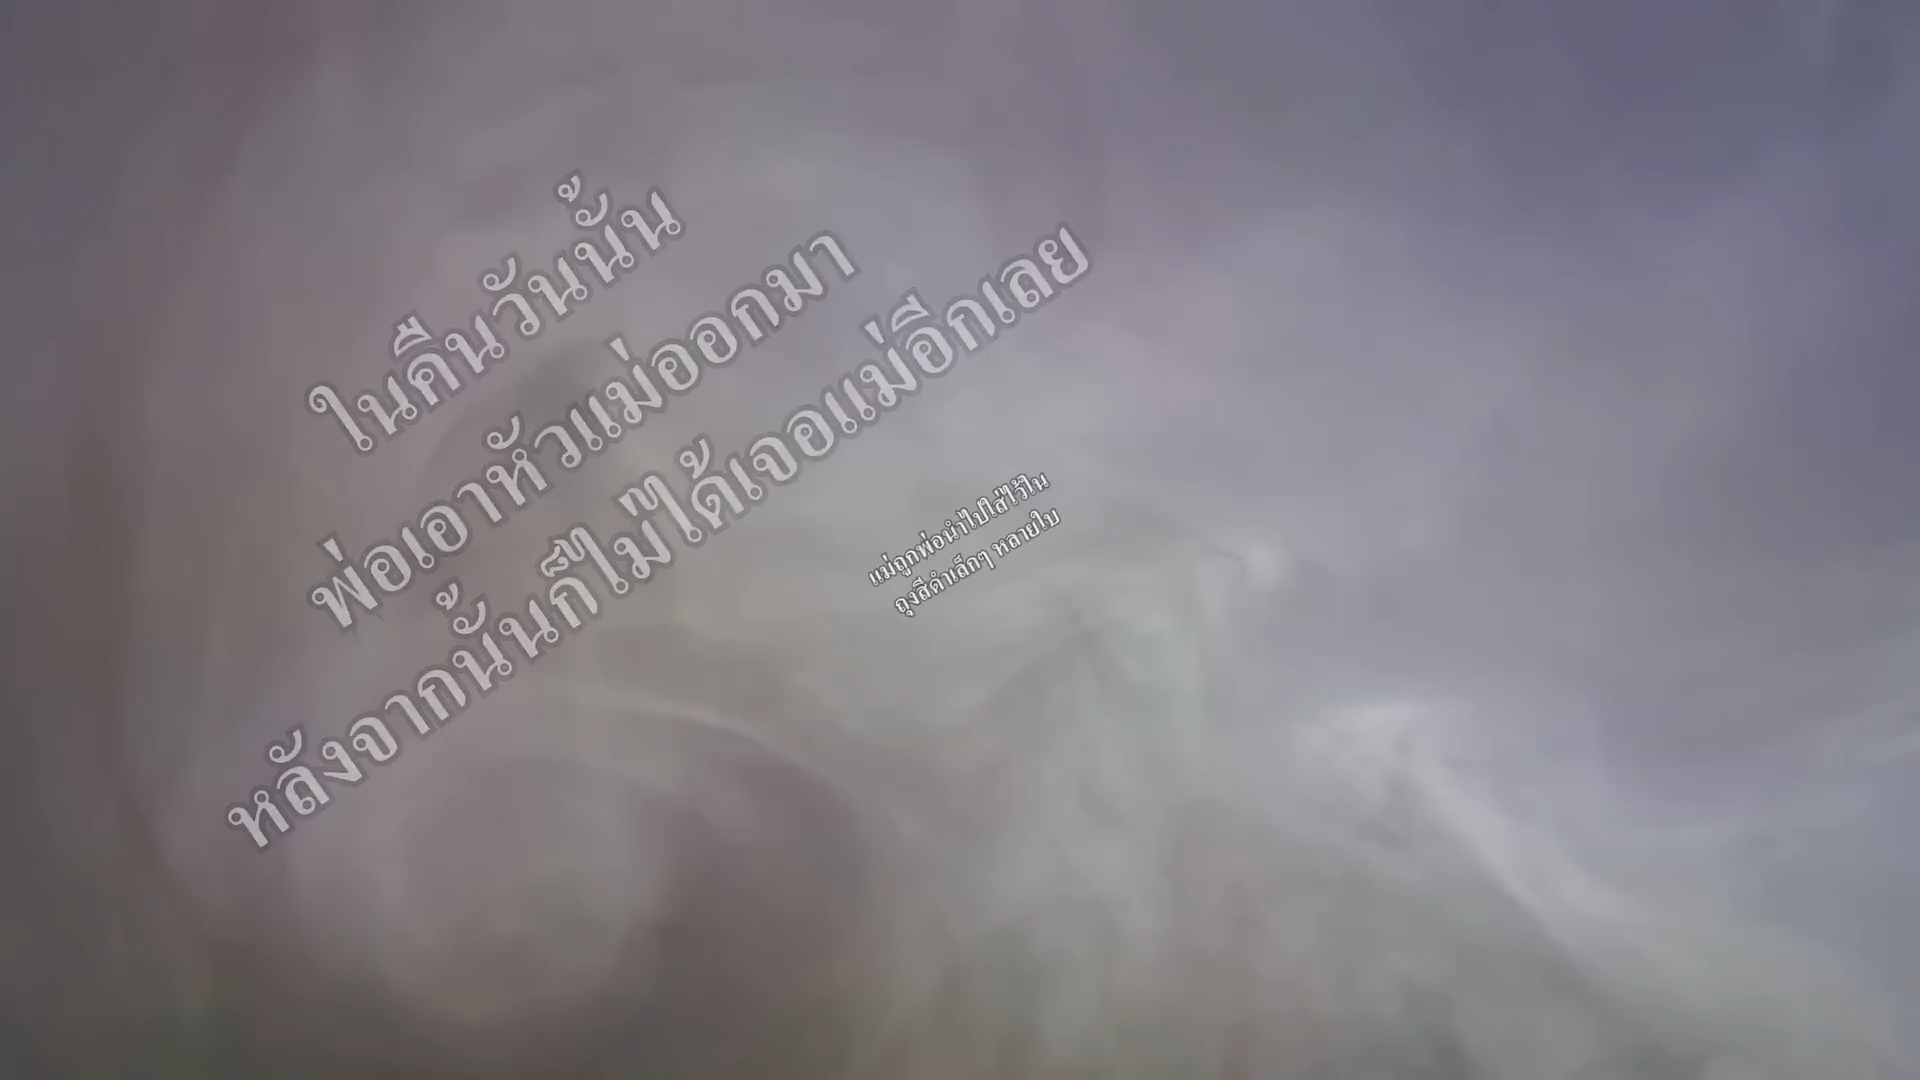 ในคืนวันนั้น
พ่อเอาหัวแม่ออกมา
หลังจากนั้นก็ไม่ได้เจอแม่อีกเลย
แม่ถูกพ่อนำไปใส่ไว้ใน
ถุงสีดำเล็กๆ หลายใบ